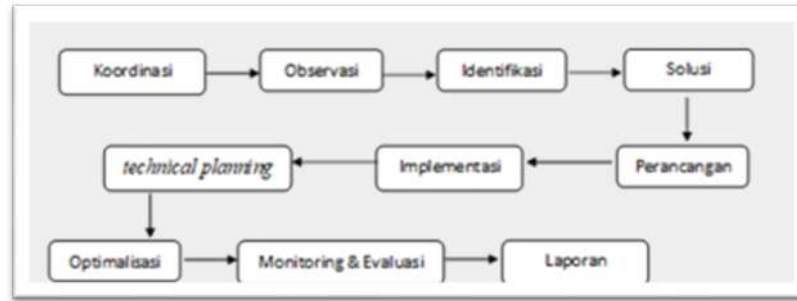 Koordinasi Observasi Identifikasi Solusi
technical planning Implementasi Perancangan
Optimalisasi Monitoring & Evaluasi Laporan